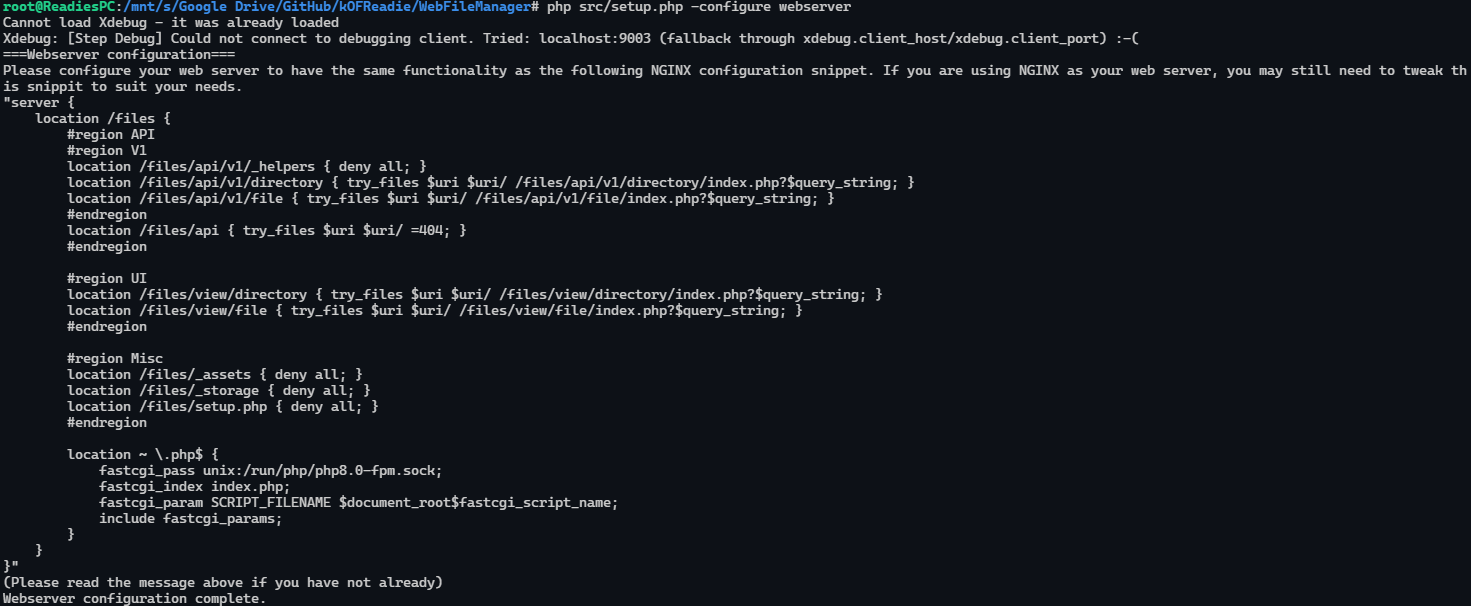 root@ReadiesPC:/mnt/s/Google Drive/GitHub/kOFReadie/WebFileManager# php src/setup.php -configure webserver
Cannot load Xdebug - it was already loaded
Xdebug: [Step Debug] Could not connect to debugging client. Tried: localhost:9003 (fallback through xdebug.client_host/xdebug.client_port) :-(
===Webserver configuration===
Please configure your web server to have the same functionality as the following NGINX configuration snippet. If you are using NGINX as your web server, you may still need to tweak th
is snippit to suit your needs.
"server {
    location /files {
        #region API
        #region V1
        location /files/api/v1/_helpers { deny all; }
        location /files/api/v1/directory { try_files $uri $uri/ /files/api/v1/directory/index.php?$query_string; }
        location /files/api/v1/file { try_files $uri $uri/ /files/api/v1/file/index.php?$query_string; }
        #endregion
        location /files/api { try_files $uri $uri/ =404; }
        #endregion

        #region UI
        location /files/view/directory { try_files $uri $uri/ /files/view/directory/index.php?$query_string; }
        location /files/view/file { try_files $uri $uri/ /files/view/file/index.php?$query_string; }
        #endregion

        #region Misc
        location /files/_assets { deny all; }
        location /files/_storage { deny all; }
        location /files/setup.php { deny all; }
        #endregion

        location ~ \.php$ {
            fastcgi_pass unix:/run/php/php8.0-fpm.sock;
            fastcgi_index index.php;
            fastcgi_param SCRIPT_FILENAME $document_root$fastcgi_script_name;
            include fastcgi_params;
        }
    }
}"
(Please read the message above if you have not already)
Webserver configuration complete.